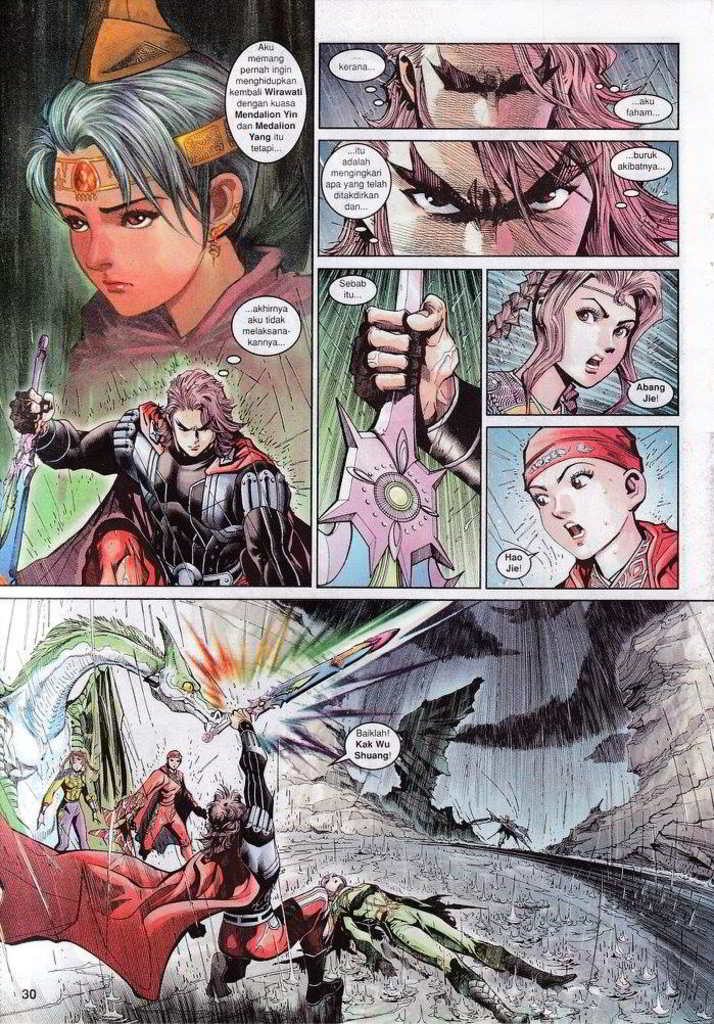 Aku
memang
pernah ingin
menghidupkan
kembali Wirawati
dengan kuasa
Mendalion Yin
dan Medalion
Yang itu
tetapi...
...akhirnya
aku tidak
melaksana-
kannya...
kerana...
...aku
faham...
...itu
adalah
mengingkari
apa yang telah
ditakdirkan
dan...
...buruk
akibatnya...
Sebab
itu...
Abang
Jie!
Hao
Jie!
Baiklah!
Kak Wu
Shuang!
30